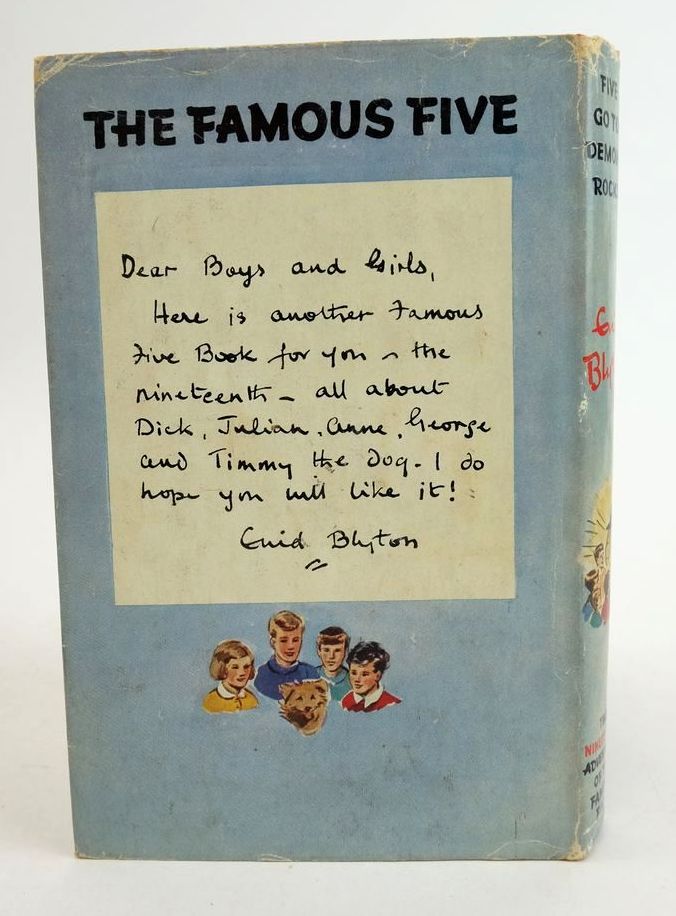 THE FAMOUS FIVE
Dear Boys and Girls,
Here is another Famous
Five Book for you ~ the
nineteenth - all about
Dick, Julian, Anne, George
and Timmy the Dog. I do
hope you will like it!
Enid Blyton
FIVE
GO TO
DEMON
ROCKS